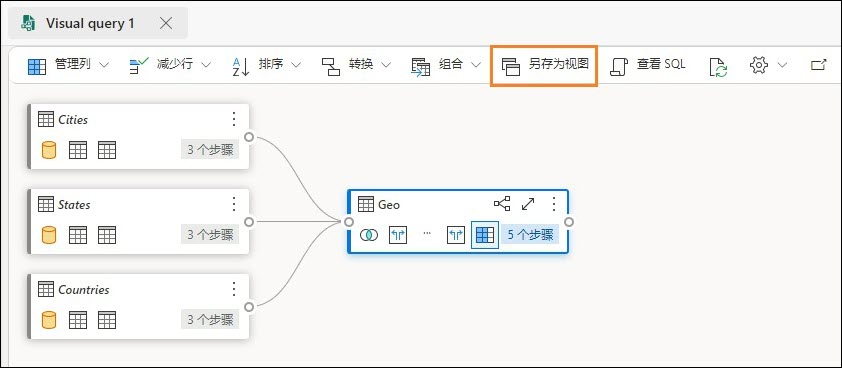 Visual query 1
管理列 减少行 排序 转换 组合 另存为视图 查看 SQL
Cities
3 个步骤
States
3 个步骤
Geo
5 个步骤
Countries
3 个步骤